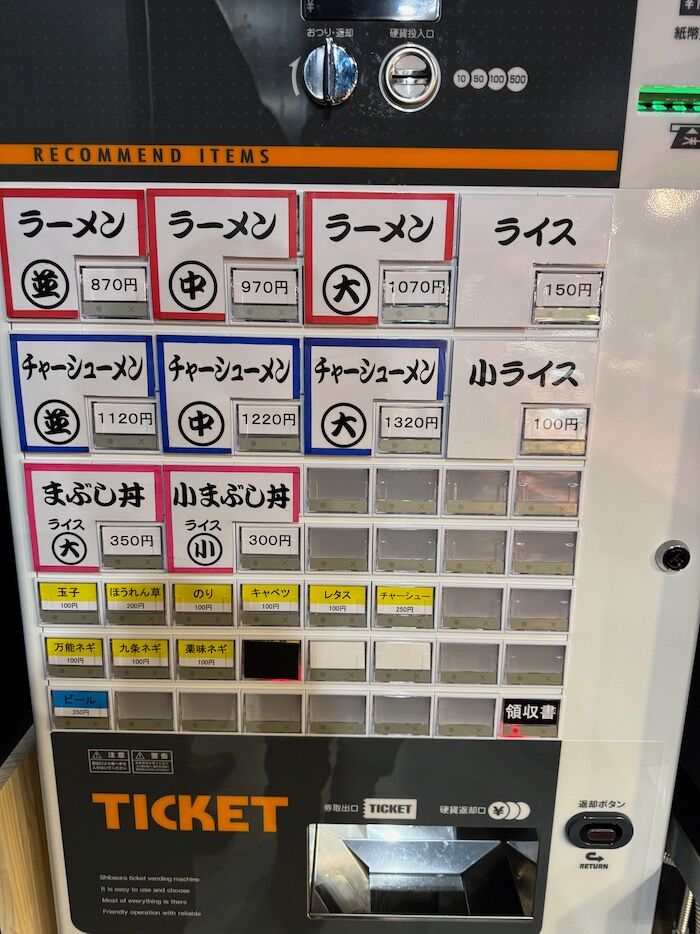 おつり・返却 硬貨投入口
10 50 100 500
紙幣
RECOMMEND ITEMS
ラーメン ラーメン ラーメン ライス
並 870円 中 970円 大 1070円 150円
チャーシューメン チャーシューメン チャーシューメン 小ライス
並 1120円 中 1220円 大 1320円 100円
まぶし丼 小まぶし丼
ライス ライス
大 350円 小 300円
玉子 ほうれん草 のり キャベツ レタス チャーシュー
100円 200円 100円 100円 100円 250円
万能ネギ 九条ネギ 薬味ネギ
100円 100円 100円
ビール 領収書
350円
注意 警告
TICKET
券取出口 TICKET 硬貨返却口 ¥
返却ボタン
RETURN
Shibaura ticket vending machine
It is easy to use and choose
Most of everything is there
Friendly operation with reliable